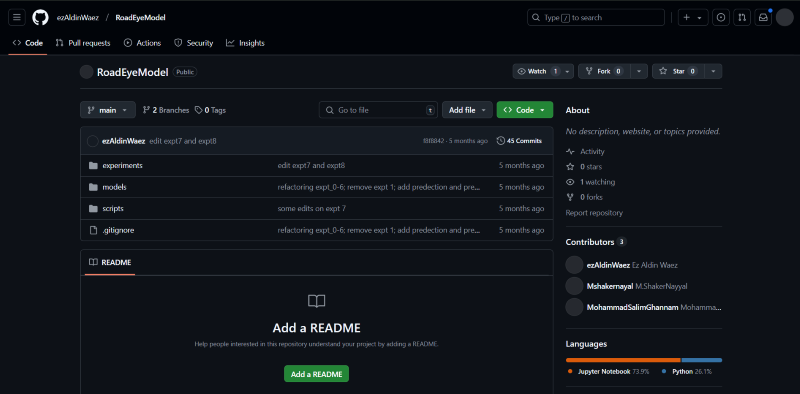 ezAldinWaez / RoadEyeModel
Type / to search
Code Pull requests Actions Security Insights
RoadEyeModel Public
Watch 1 Fork 0 Star 0
main 2 Branches 0 Tags Go to file t Add file Code
ezAldinWaez edit expt7 and expt8 f8f8842 · 5 months ago 45 Commits
experiments edit expt7 and expt8 5 months ago
models refactoring expt_0-6; remove expt 1; add predection and pre... 5 months ago
scripts some edits on expt 7 5 months ago
.gitignore refactoring expt_0-6; remove expt 1; add predection and pre... 5 months ago
README
Add a README
Help people interested in this repository understand your project by adding a README.
Add a README
About
No description, website, or topics provided.
Activity
0 stars
1 watching
0 forks
Report repository
Contributors 3
ezAldinWaez Ez Aldin Waez
Mshakernayal M.ShakerNayyal
MohammadSalimGhannam Mohamma...
Languages
Jupyter Notebook 73.9% Python 26.1%